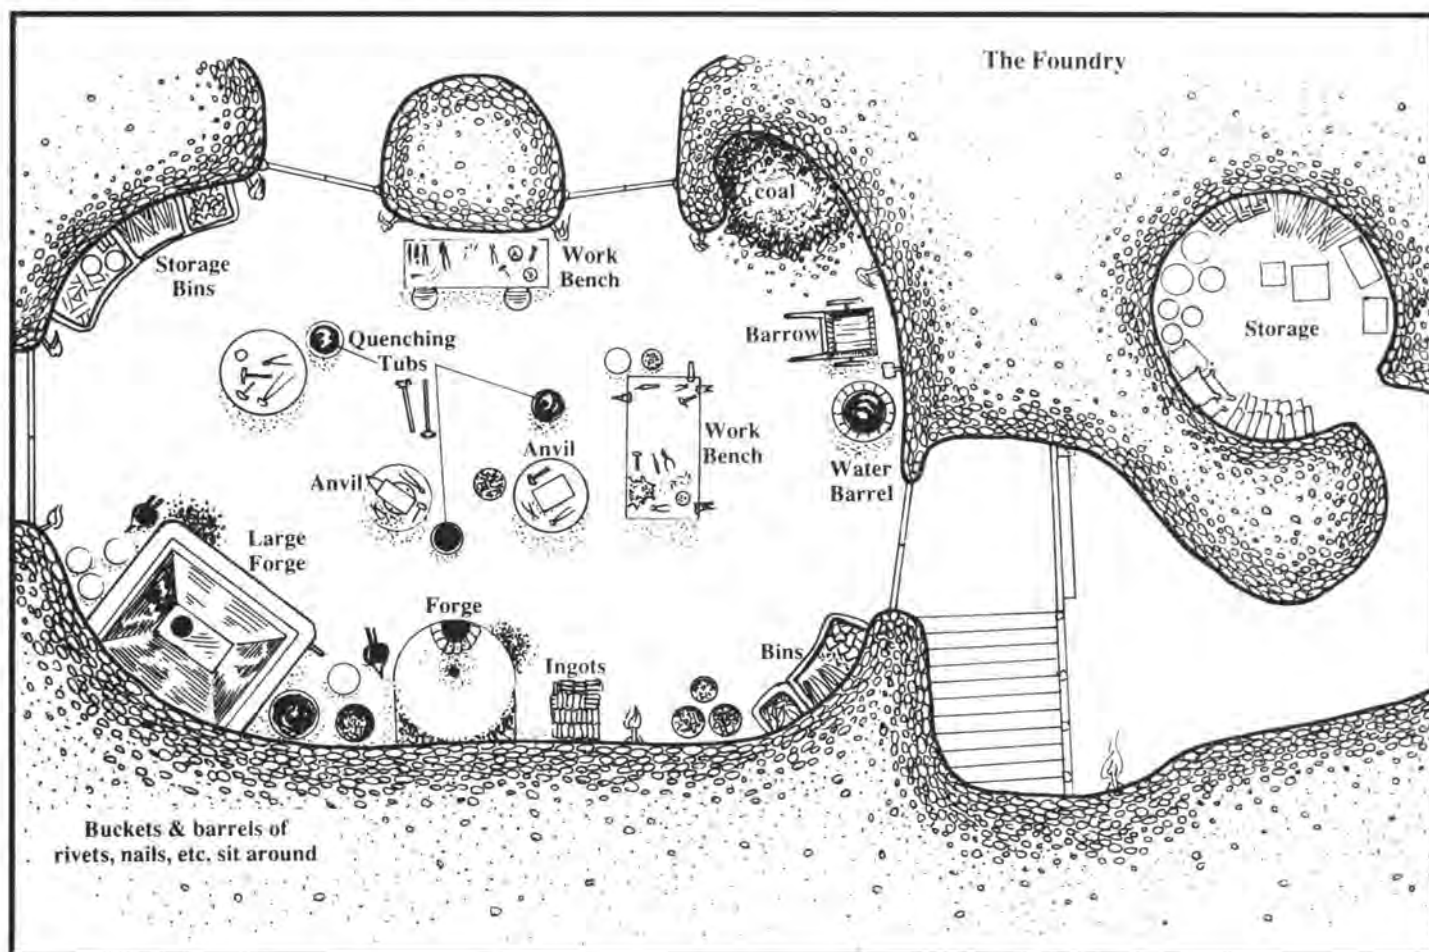 The Foundry
coal
Storage
Bins
Work
Bench
Quenching
Tubs
Barrow
Storage
Anvil
Anvil
Work
Bench
Water
Barrel
Large
Forge
Forge
Ingots
Bins
Buckets & barrels of
rivets, nails, etc. sit around